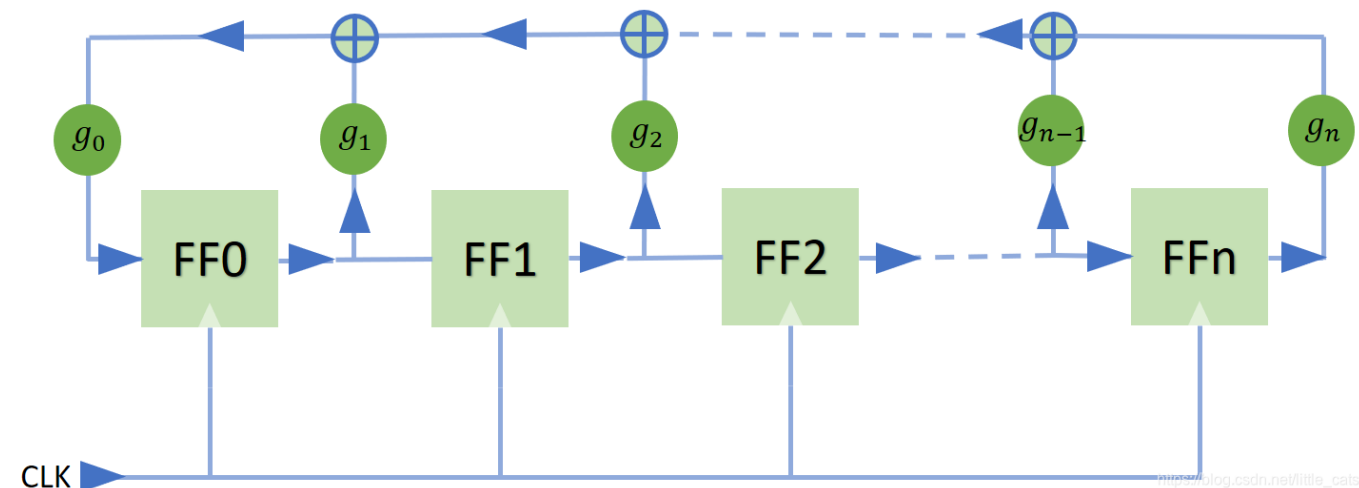 g₀ g₁ g₂ gₙ₋₁ gₙ
FF0 FF1 FF2 FFn
CLK
https://blog.csdn.net/little_cats